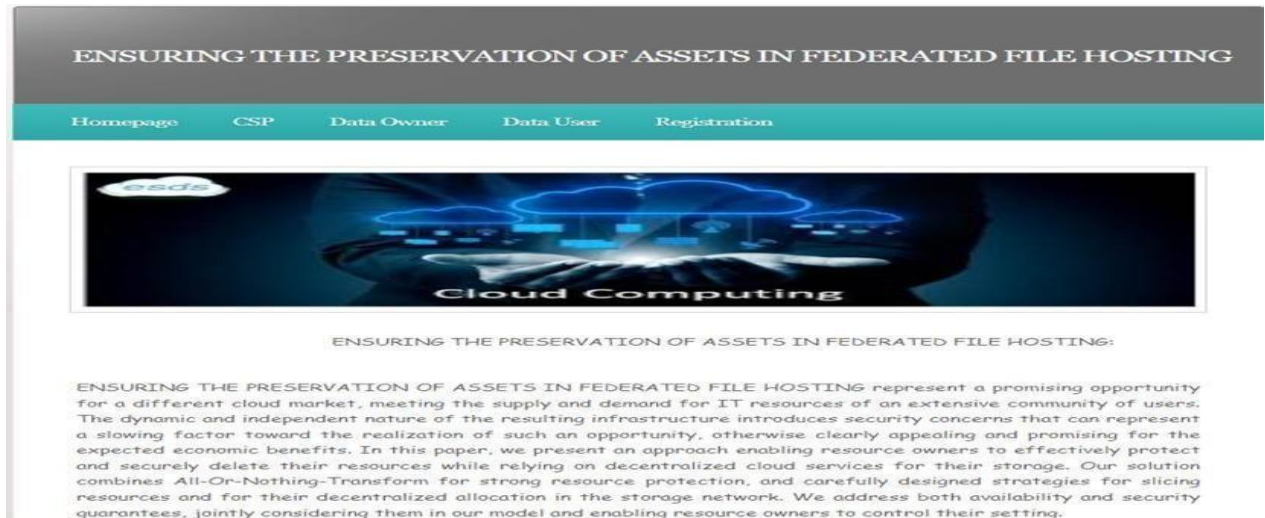 ENSURING THE PRESERVATION OF ASSETS IN FEDERATED FILE HOSTING
Homepage CSP Data Owner Data User Registration
esds
Cloud Computing
ENSURING THE PRESERVATION OF ASSETS IN FEDERATED FILE HOSTING:
ENSURING THE PRESERVATION OF ASSETS IN FEDERATED FILE HOSTING represent a promising opportunity
for a different cloud market, meeting the supply and demand for IT resources of an extensive community of users.
The dynamic and independent nature of the resulting infrastructure introduces security concerns that can represent
a slowing factor toward the realization of such an opportunity, otherwise clearly appealing and promising for the
expected economic benefits. In this paper, we present an approach enabling resource owners to effectively protect
and securely delete their resources while relying on decentralized cloud services for their storage. Our solution
combines All-Or-Nothing-Transform for strong resource protection, and carefully designed strategies for slicing
resources and for their decentralized allocation in the storage network. We address both availability and security
guarantees, jointly considering them in our model and enabling resource owners to control their setting.